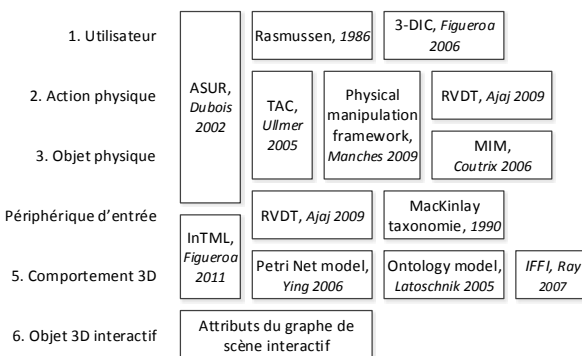 1. Utilisateur
Rasmussen, 1986
3-DIC, Figueroa
2006
2. Action physique
ASUR,
Dubois
2002
TAC,
Ullmer
2005
Physical
manipulation
framework,
Manches 2009
RVDT, Ajaj 2009
3. Objet physique
MIM,
Coutrix 2006
Périphérique d'entrée
RVDT, Ajaj 2009
MacKinlay
taxonomie, 1990
InTML,
Figueroa
2011
5. Comportement 3D
Petri Net model,
Ying 2006
Ontology model,
Latoschnik 2005
IFFI, Ray
2007
6. Objet 3D interactif
Attributs du graphe de
scène interactif